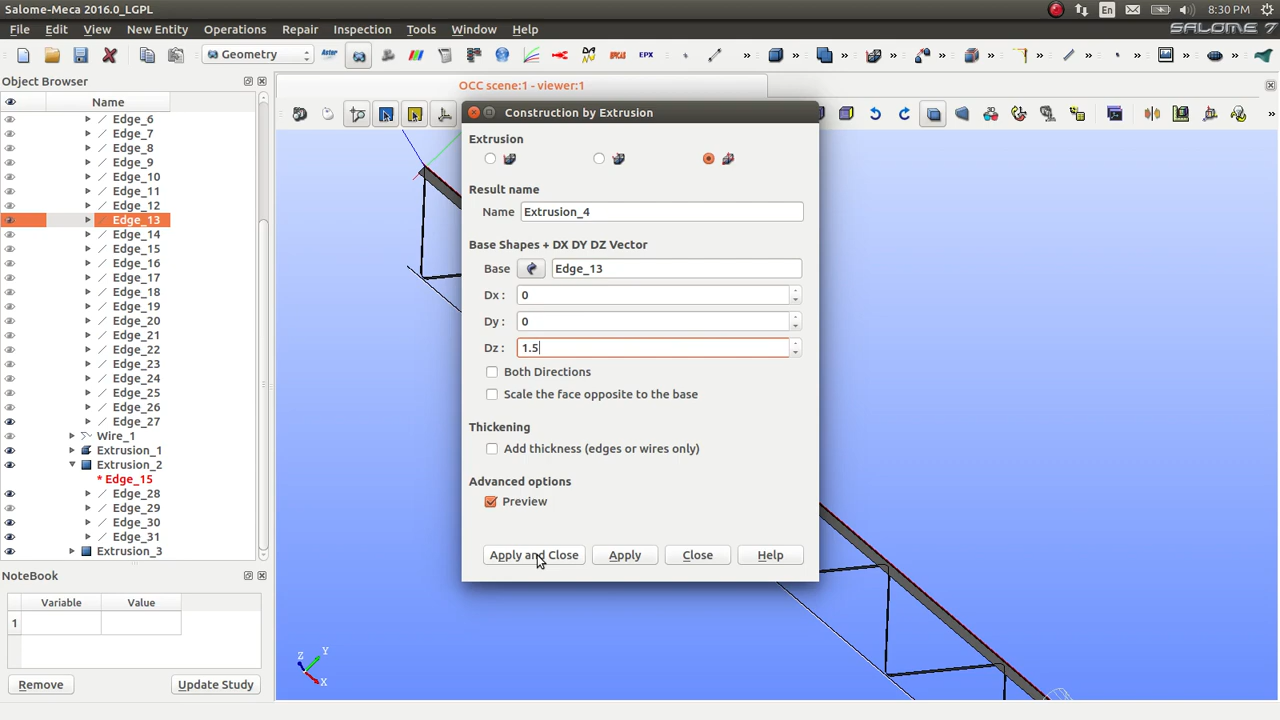 Salome-Meca 2016.0_LGPL
En
8:30 PM
File Edit View New Entity Operations Repair Inspection Tools Window Help
SALOME 7
Geometry
Aster
EFICAS
EPX
Object Browser
OCC scene:1 - viewer:1
Name
Edge_6
Edge_7
Edge_8
Edge_9
Edge_10
Edge_11
Edge_12
Edge_13
Edge_14
Edge_15
Edge_16
Edge_17
Edge_18
Edge_19
Edge_20
Edge_21
Edge_22
Edge_23
Edge_24
Edge_25
Edge_26
Edge_27
Wire_1
Extrusion_1
Extrusion_2
* Edge_15
Edge_28
Edge_29
Edge_30
Edge_31
Extrusion_3
NoteBook
Variable Value
1
Remove Update Study
Construction by Extrusion
Extrusion
Result name
Name Extrusion_4
Base Shapes + DX DY DZ Vector
Base Edge_13
Dx : 0
Dy : 0
Dz : 1.5
Both Directions
Scale the face opposite to the base
Thickening
Add thickness (edges or wires only)
Advanced options
Preview
Apply and Close Apply Close Help
Z Y
X